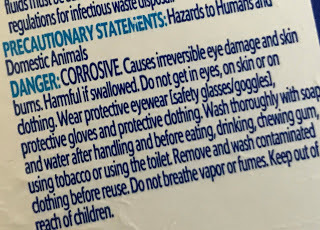 fluids must be
regulations for infectious waste disposal
PRECAUTIONARY STATEMENTS: Hazards to Humans and
Domestic Animals
DANGER: CORROSIVE. Causes irreversible eye damage and skin
burns. Harmful if swallowed. Do not get in eyes, on skin or on
clothing. Wear protective eyewear [safety glasses/goggles],
protective gloves and protective clothing. Wash thoroughly with soap
and water after handling and before eating, drinking, chewing gum,
using tobacco or using the toilet. Remove and wash contaminated
clothing before reuse. Do not breathe vapor or fumes. Keep out of
reach of children.